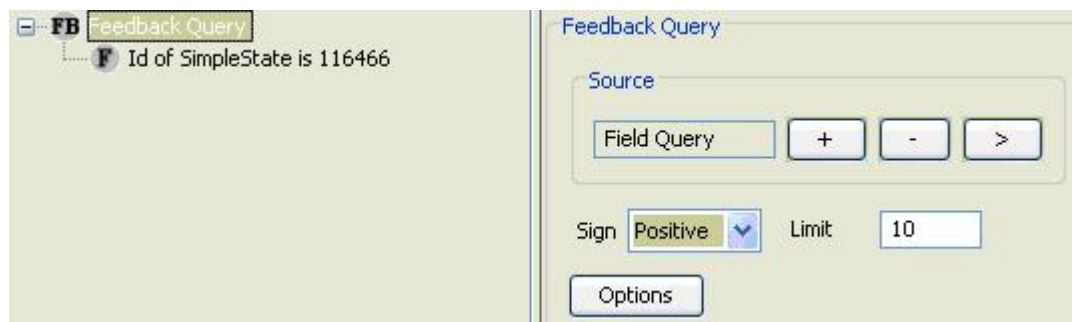 FB Feedback Query
F Id of SimpleState is 116466
Feedback Query
Source
Field Query + - >
Sign Positive Limit 10
Options